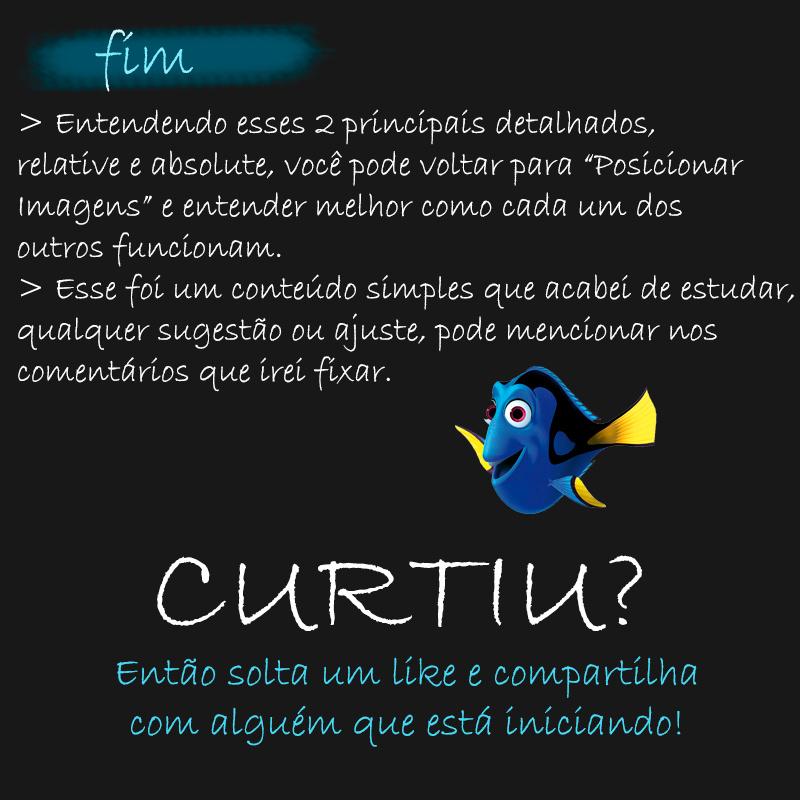 fim
> Entendendo esses 2 principais detalhados,
relative e absolute, você pode voltar para “Posicionar
Imagens” e entender melhor como cada um dos
outros funcionam.
> Esse foi um conteúdo simples que acabei de estudar,
qualquer sugestão ou ajuste, pode mencionar nos
comentários que irei fixar.
CURTIU?
Então solta um like e compartilha
com alguém que está iniciando!